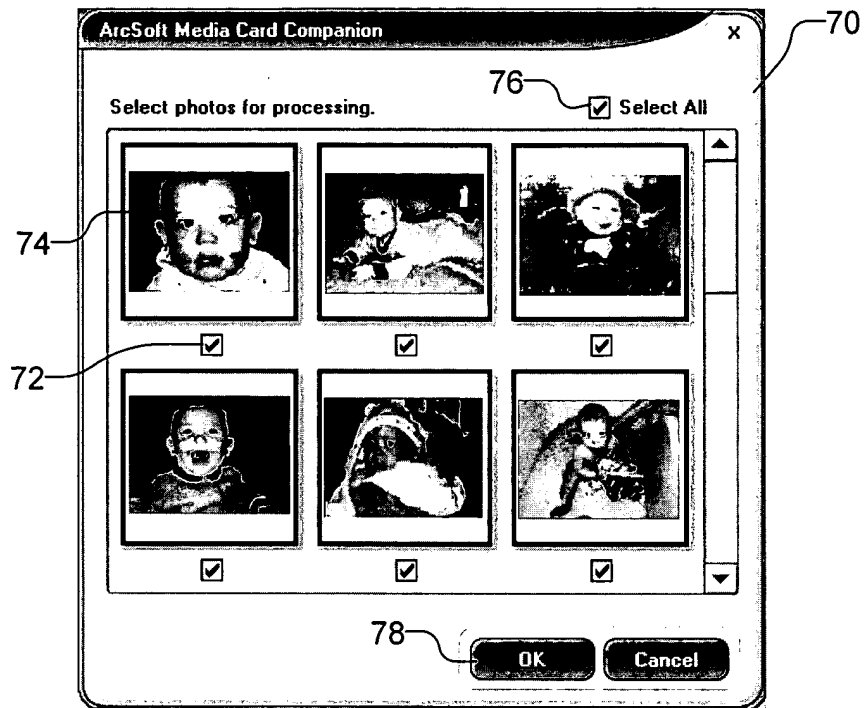 ArcSoft Media Card Companion x
70
76
Select photos for processing. Select All
74
72
78
OK Cancel